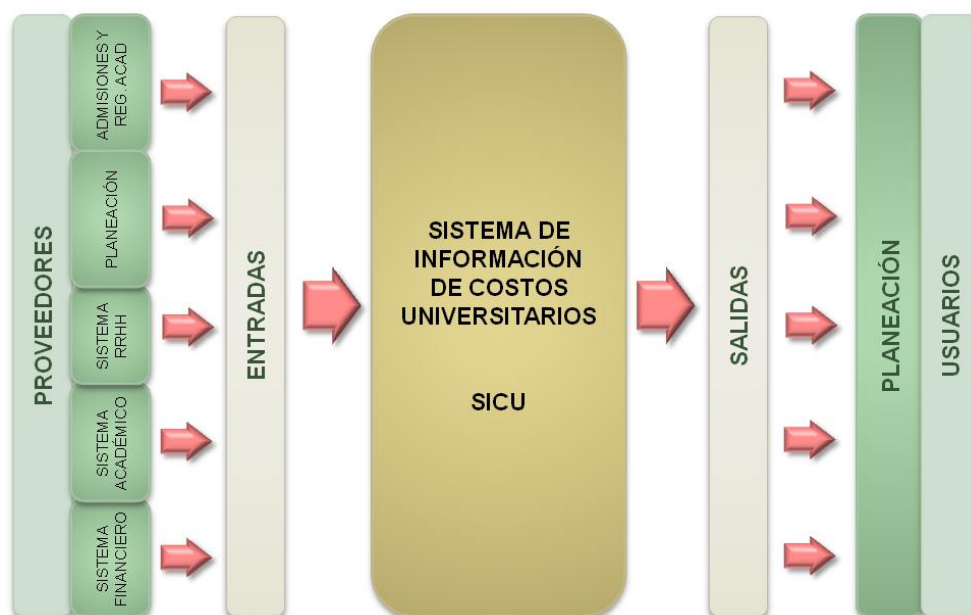 PROVEEDORES
ADMISIONES Y
REG. ACAD
PLANEACIÓN
SISTEMA
RRHH
SISTEMA
ACADÉMICO
SISTEMA
FINANCIERO
ENTRADAS
SISTEMA DE
INFORMACIÓN
DE COSTOS
UNIVERSITARIOS
SICU
SALIDAS
PLANEACIÓN
USUARIOS